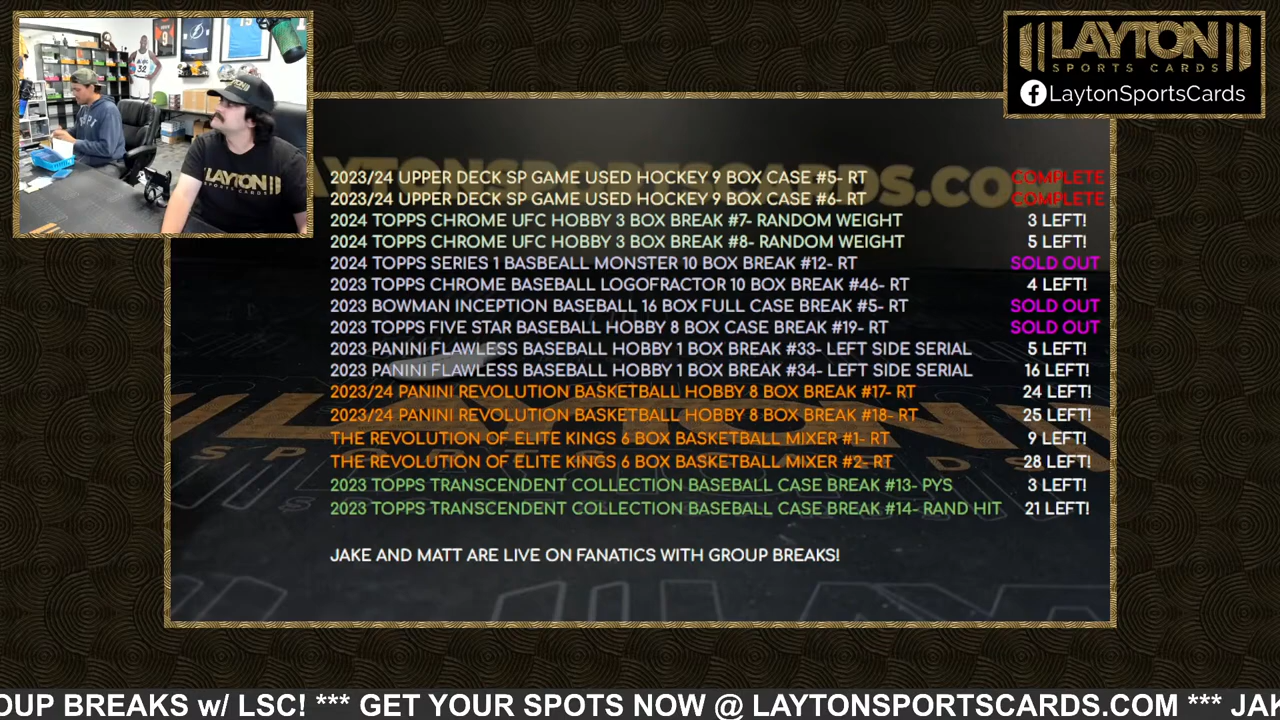 LAYTON
SPORTS CARDS
LaytonSportsCards
LAYTONSPORTSCARDS.COM
2023/24 UPPER DECK SP GAME USED HOCKEY 9 BOX CASE #5- RT COMPLETE
2023/24 UPPER DECK SP GAME USED HOCKEY 9 BOX CASE #6- RT COMPLETE
2024 TOPPS CHROME UFC HOBBY 3 BOX BREAK #7- RANDOM WEIGHT 3 LEFT!
2024 TOPPS CHROME UFC HOBBY 3 BOX BREAK #8- RANDOM WEIGHT 5 LEFT!
2024 TOPPS SERIES 1 BASBEALL MONSTER 10 BOX BREAK #12- RT SOLD OUT
2023 TOPPS CHROME BASEBALL LOGOFRACTOR 10 BOX BREAK #46- RT 4 LEFT!
2023 BOWMAN INCEPTION BASEBALL 16 BOX FULL CASE BREAK #5- RT SOLD OUT
2023 TOPPS FIVE STAR BASEBALL HOBBY 8 BOX CASE BREAK #19- RT SOLD OUT
2023 PANINI FLAWLESS BASEBALL HOBBY 1 BOX BREAK #33- LEFT SIDE SERIAL 5 LEFT!
2023 PANINI FLAWLESS BASEBALL HOBBY 1 BOX BREAK #34- LEFT SIDE SERIAL 16 LEFT!
2023/24 PANINI REVOLUTION BASKETBALL HOBBY 8 BOX BREAK #17- RT 24 LEFT!
2023/24 PANINI REVOLUTION BASKETBALL HOBBY 8 BOX BREAK #18- RT 25 LEFT!
THE REVOLUTION OF ELITE KINGS 6 BOX BASKETBALL MIXER #1- RT 9 LEFT!
THE REVOLUTION OF ELITE KINGS 6 BOX BASKETBALL MIXER #2- RT 28 LEFT!
2023 TOPPS TRANSCENDENT COLLECTION BASEBALL CASE BREAK #13- PYS 3 LEFT!
2023 TOPPS TRANSCENDENT COLLECTION BASEBALL CASE BREAK #14- RAND HIT 21 LEFT!
JAKE AND MATT ARE LIVE ON FANATICS WITH GROUP BREAKS!
OUP BREAKS w/ LSC! *** GET YOUR SPOTS NOW @ LAYTONSPORTSCARDS.COM *** JAK